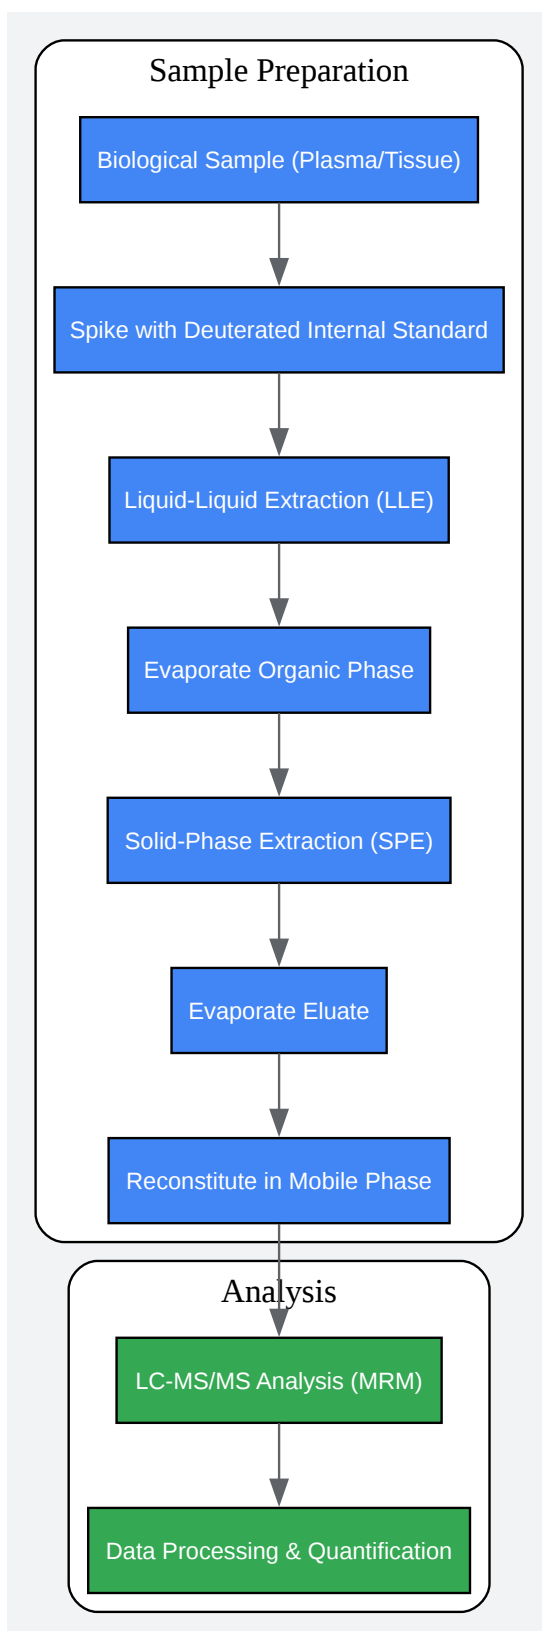 Sample Preparation
Biological Sample (Plasma/Tissue)
Spike with Deuterated Internal Standard
Liquid-Liquid Extraction (LLE)
Evaporate Organic Phase
Solid-Phase Extraction (SPE)
Evaporate Eluate
Reconstitute in Mobile Phase
Analysis
LC-MS/MS Analysis (MRM)
Data Processing & Quantification